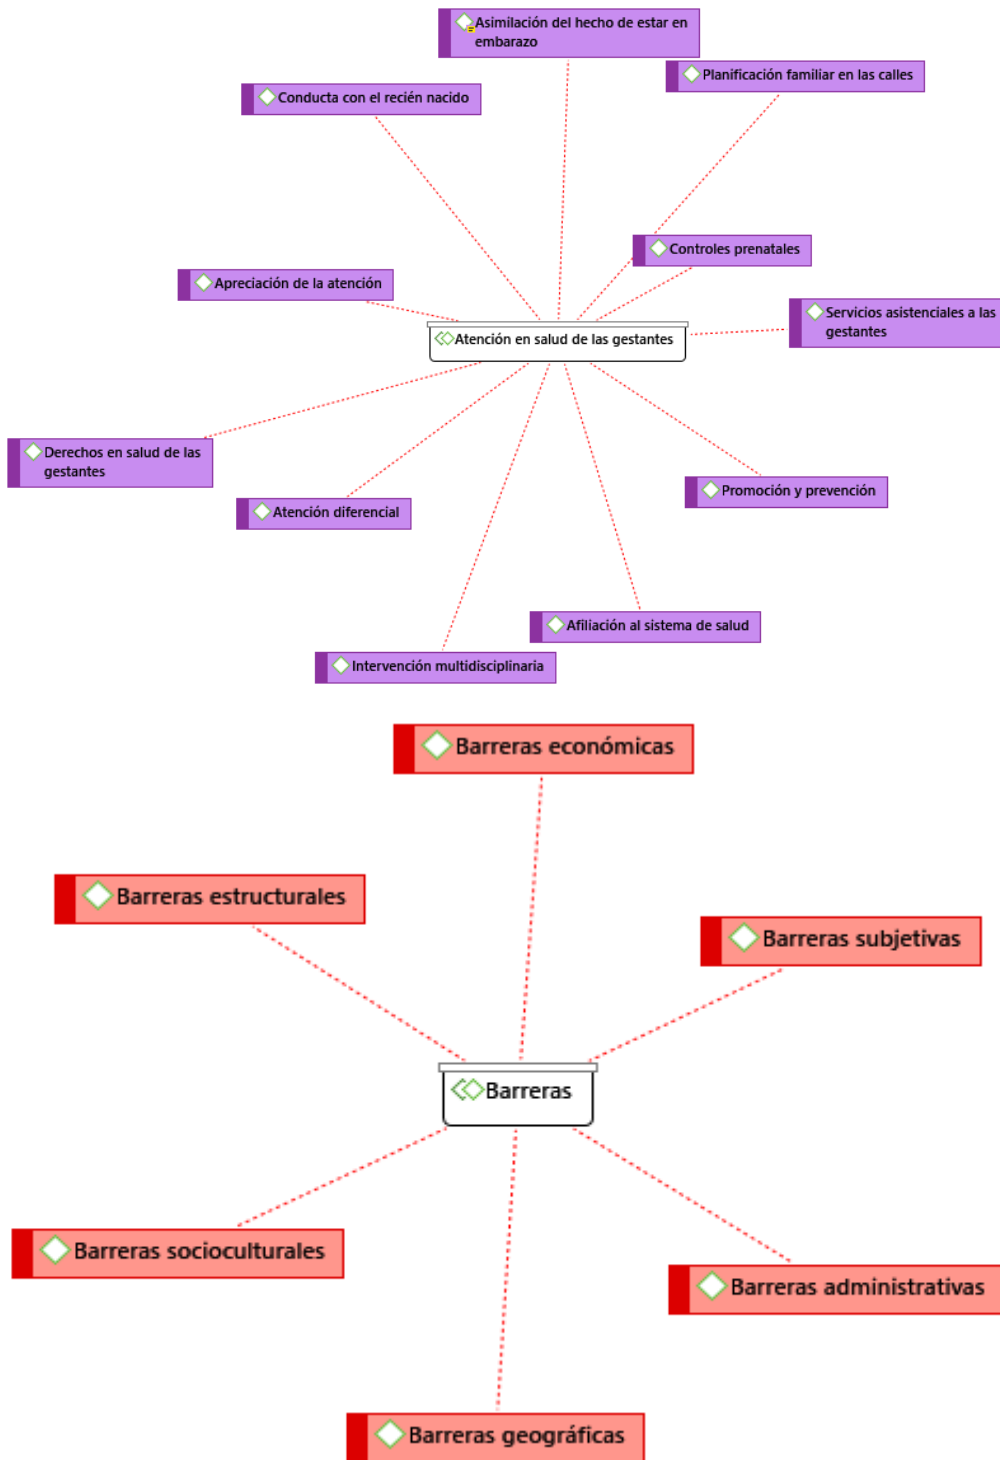 Asimilación del hecho de estar en
embarazo
Planificación familiar en las calles
Conducta con el recién nacido
Controles prenatales
Apreciación de la atención
Servicios asistenciales a las
gestantes
Atención en salud de las gestantes
Derechos en salud de las
gestantes
Promoción y prevención
Atención diferencial
Afiliación al sistema de salud
Intervención multidisciplinaria
Barreras económicas
Barreras estructurales
Barreras subjetivas
Barreras
Barreras socioculturales
Barreras administrativas
Barreras geográficas